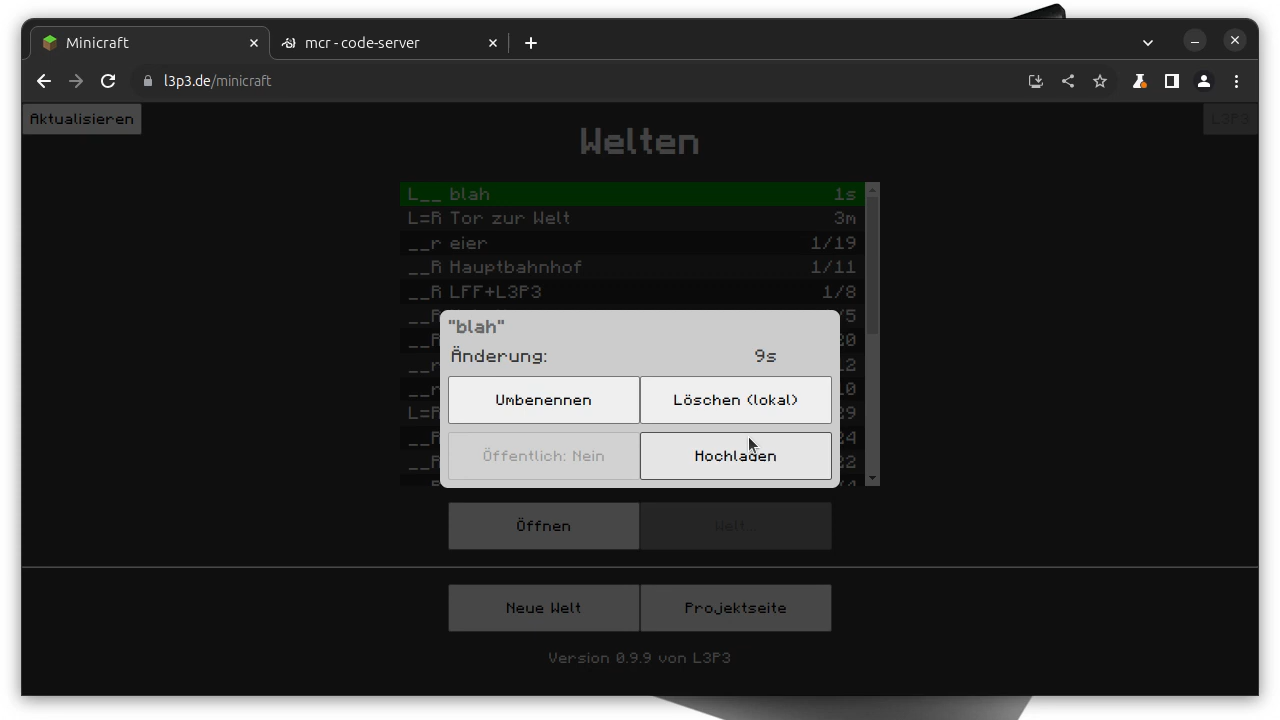 Minicraft
mcr - code-server
l3p3.de/minicraft
Aktualisieren
L3P3
Welten
L__ blah 1s
L=R Tor zur Welt 3m
__r eier 1/19
__R Hauptbahnhof 1/11
__R LFF+L3P3 1/8
"blah"
Änderung: 9s
Umbenennen Löschen (lokal)
Öffentlich: Nein Hochladen
Öffnen Welt..
Neue Welt Projektseite
Version 0.9.9 von L3P3